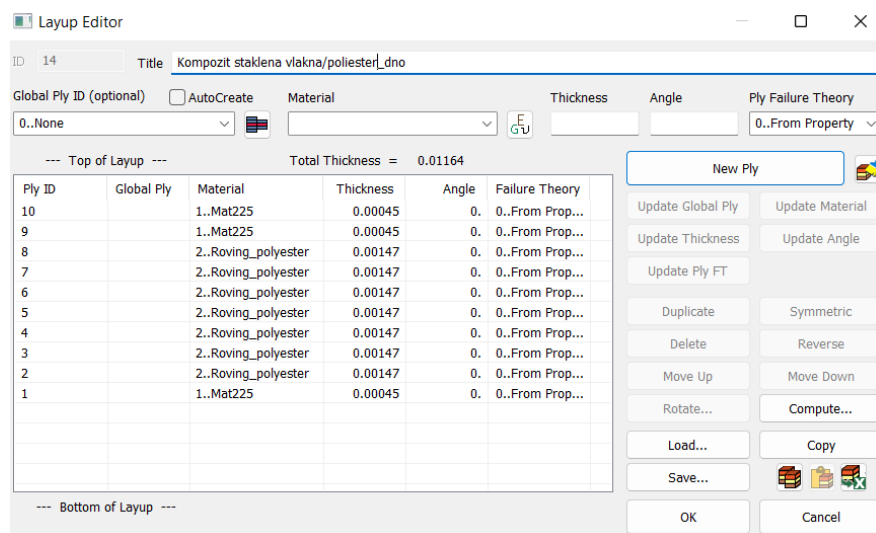 Layup Editor
ID 14 Title Kompozit staklena vlakna/poliester_dno
Global Ply ID (optional) AutoCreate Material Thickness Angle Ply Failure Theory
0..None 0..From Property
--- Top of Layup --- Total Thickness = 0.01164 New Ply
Ply ID Global Ply Material Thickness Angle Failure Theory
10 1..Mat225 0.00045 0. 0..From Prop...
9 1..Mat225 0.00045 0. 0..From Prop...
8 2..Roving_polyester 0.00147 0. 0..From Prop...
7 2..Roving_polyester 0.00147 0. 0..From Prop...
6 2..Roving_polyester 0.00147 0. 0..From Prop...
5 2..Roving_polyester 0.00147 0. 0..From Prop...
4 2..Roving_polyester 0.00147 0. 0..From Prop...
3 2..Roving_polyester 0.00147 0. 0..From Prop...
2 2..Roving_polyester 0.00147 0. 0..From Prop...
1 1..Mat225 0.00045 0. 0..From Prop...
--- Bottom of Layup ---
Update Global Ply Update Material
Update Thickness Update Angle
Update Ply FT
Duplicate Symmetric
Delete Reverse
Move Up Move Down
Rotate... Compute...
Load... Copy
Save...
OK Cancel